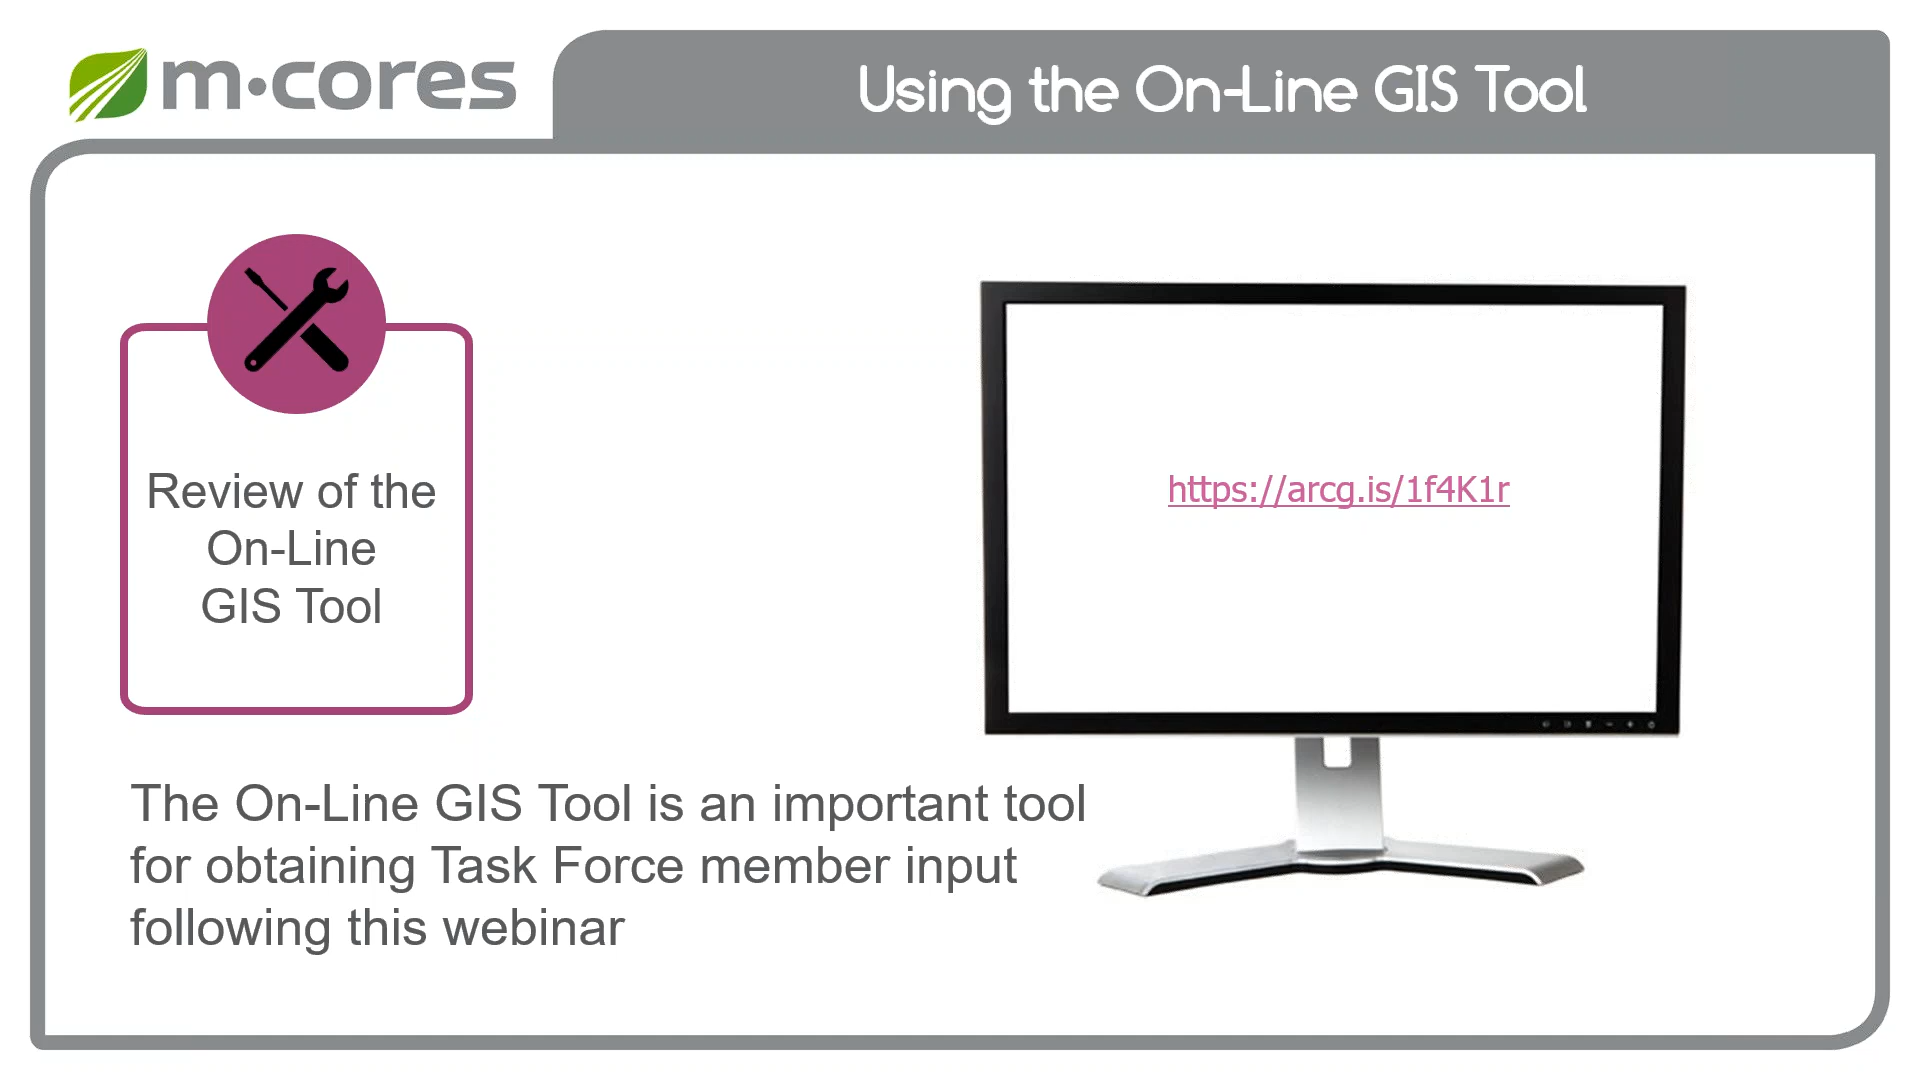 m·cores
Using the On-Line GIS Tool
Review of the
On-Line
GIS Tool
https://arcg.is/1f4K1r
The On-Line GIS Tool is an important tool
for obtaining Task Force member input
following this webinar